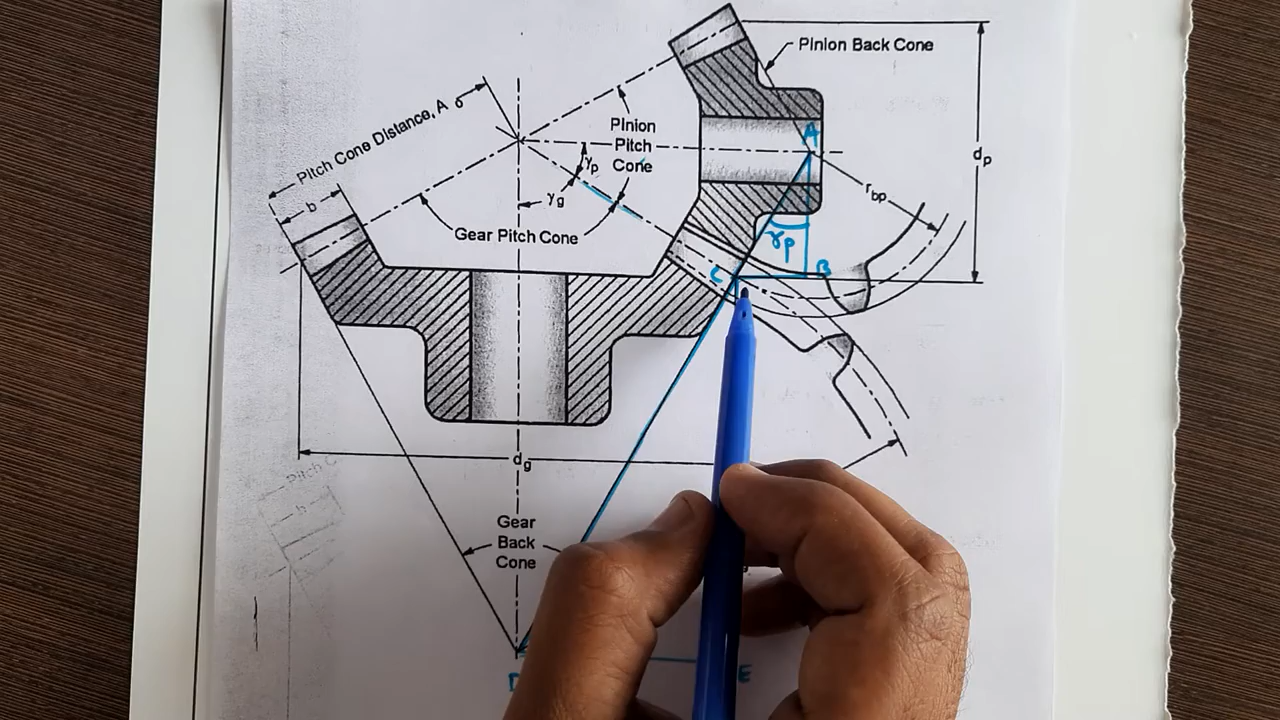 Pinion Back Cone
Pitch Cone Distance, A o
b
Pinion
Pitch
Cone
γp
γg
Gear Pitch Cone
A
dp
rbp
γp
B
C
dg
Gear
Back
Cone
D
E